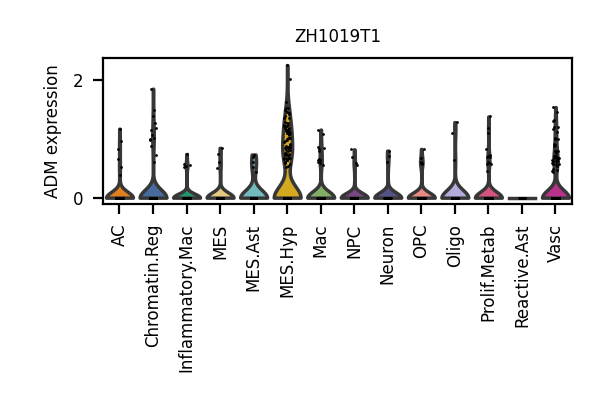 ZH1019T1
ADM expression
2
0
AC
Chromatin.Reg
Inflammatory.Mac
MES
MES.Ast
MES.Hyp
Mac
NPC
Neuron
OPC
Oligo
Prolif.Metab
Reactive.Ast
Vasc